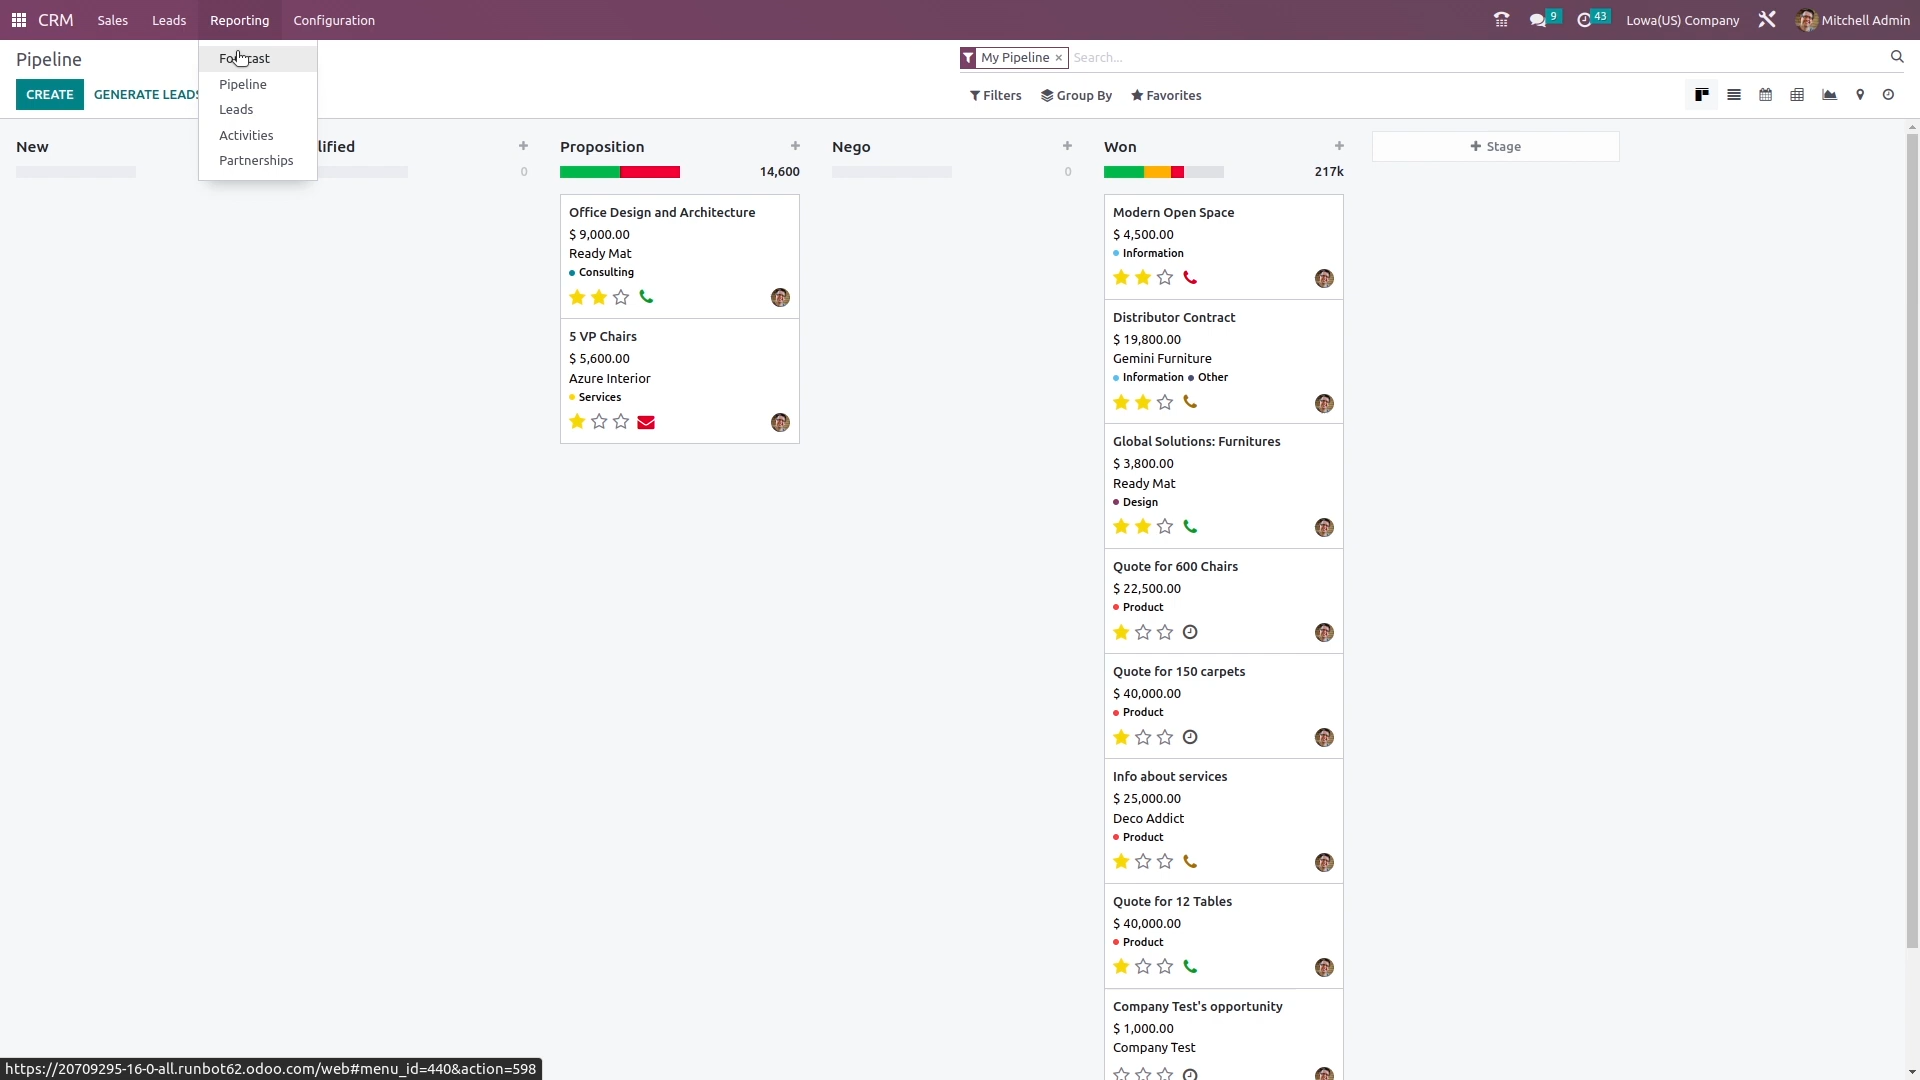 CRM Sales Leads Reporting Configuration 9 43 Lowa(US) Company Mitchell Admin
Pipeline
My Pipeline × Search...
CREATE GENERATE LEADS
Filters Group By Favorites
Forecast
Pipeline
Leads
Activities
Partnerships
New
lified +
0
Proposition +
14,600
Office Design and Architecture
$ 9,000.00
Ready Mat
Consulting
5 VP Chairs
$ 5,600.00
Azure Interior
Services
Nego +
0
Won +
217k
Modern Open Space
$ 4,500.00
Information
Distributor Contract
$ 19,800.00
Gemini Furniture
Information Other
Global Solutions: Furnitures
$ 3,800.00
Ready Mat
Design
Quote for 600 Chairs
$ 22,500.00
Product
Quote for 150 carpets
$ 40,000.00
Product
Info about services
$ 25,000.00
Deco Addict
Product
Quote for 12 Tables
$ 40,000.00
Product
Company Test's opportunity
$ 1,000.00
Company Test
+ Stage
https://20709295-16-0-all.runbot62.odoo.com/web#menu_id=440&action=598